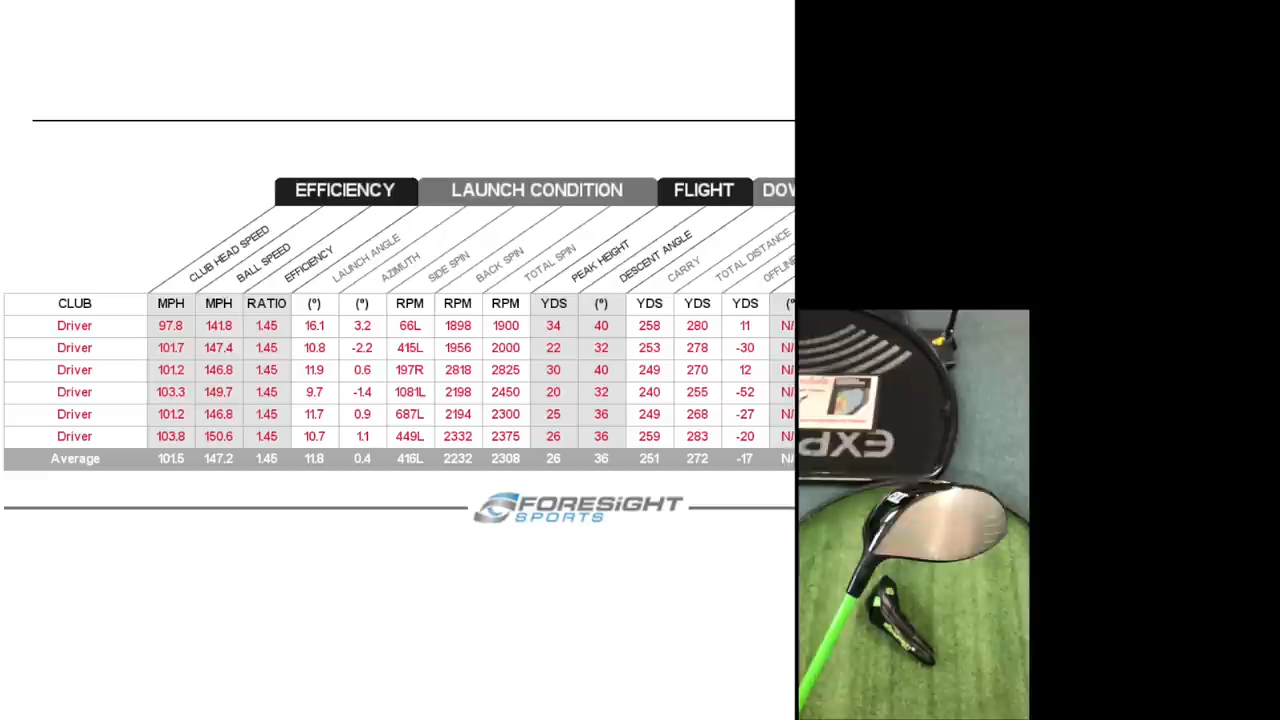 EFFICIENCY LAUNCH CONDITION FLIGHT DOW
CLUB HEAD SPEED BALL SPEED EFFICIENCY LAUNCH ANGLE AZIMUTH SIDE SPIN BACK SPIN TOTAL SPIN PEAK HEIGHT DESCENT ANGLE CARRY TOTAL DISTANCE OFFLINE
CLUB MPH MPH RATIO (º) (º) RPM RPM RPM YDS (º) YDS YDS YDS (º
Driver 97.8 141.8 1.45 16.1 3.2 66L 1898 1900 34 40 258 280 11 N/
Driver 101.7 147.4 1.45 10.8 -2.2 415L 1956 2000 22 32 253 278 -30 N/
Driver 101.2 146.8 1.45 11.9 0.6 197R 2818 2825 30 40 249 270 12 N/
Driver 103.3 149.7 1.45 9.7 -1.4 1081L 2198 2450 20 32 240 255 -52 N/
Driver 101.2 146.8 1.45 11.7 0.9 687L 2194 2300 25 36 249 268 -27 N/
Driver 103.8 150.6 1.45 10.7 1.1 449L 2332 2375 26 36 259 283 -20 N/
Average 101.5 147.2 1.45 11.8 0.4 416L 2232 2308 26 36 251 272 -17 N/
FORESIGHT
SPORTS
EXP